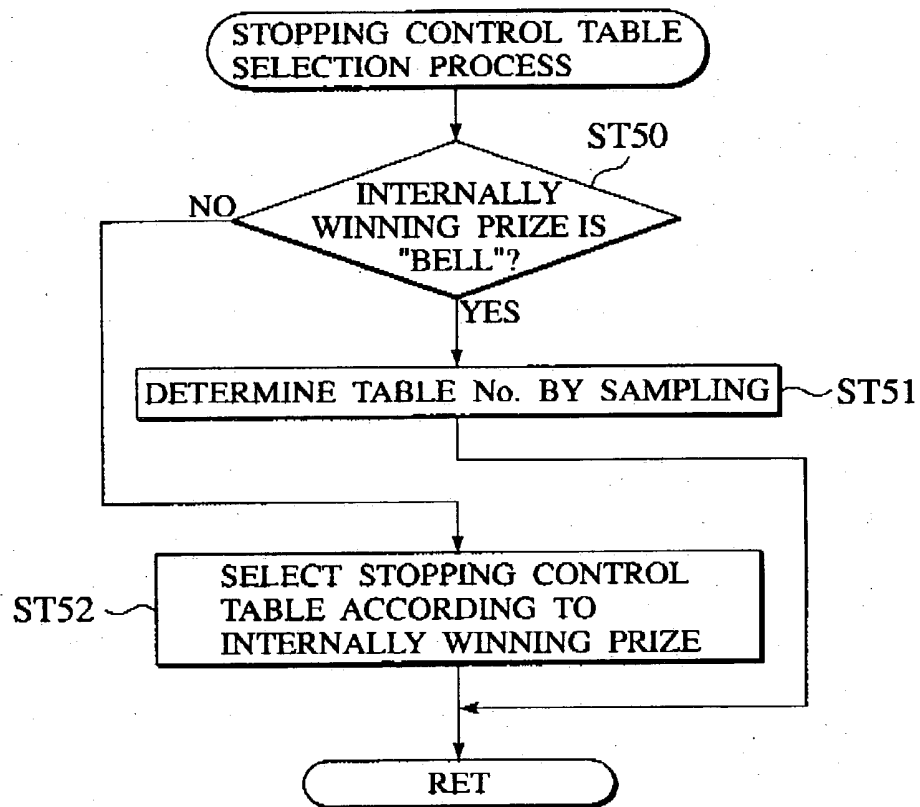 STOPPING CONTROL TABLE
SELECTION PROCESS
ST50
INTERNALLY
WINNING PRIZE IS
"BELL"?
NO
YES
DETERMINE TABLE No. BY SAMPLING
ST51
SELECT STOPPING CONTROL
TABLE ACCORDING TO
INTERNALLY WINNING PRIZE
ST52
RET